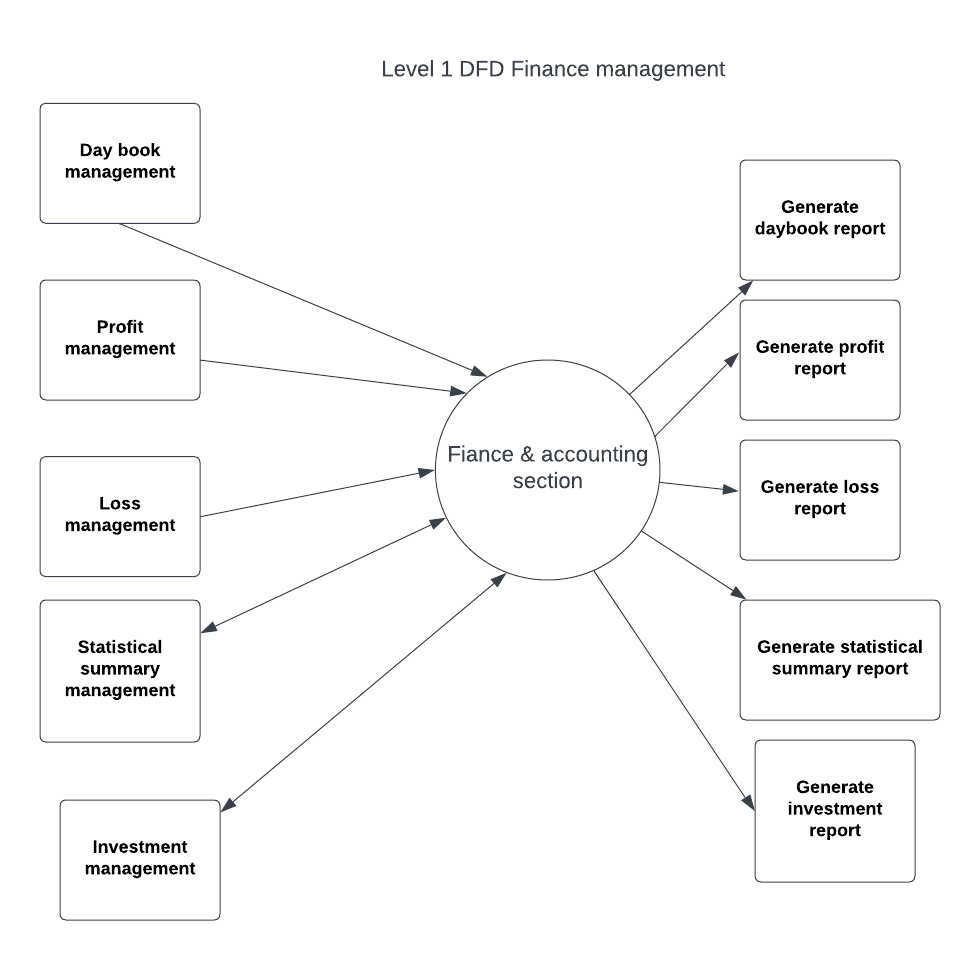 Level 1 DFD Finance management
Day book
management
Profit
management
Loss
management
Statistical
summary
management
Investment
management
Fiance & accounting
section
Generate
daybook report
Generate profit
report
Generate loss
report
Generate statistical
summary report
Generate
investment
report